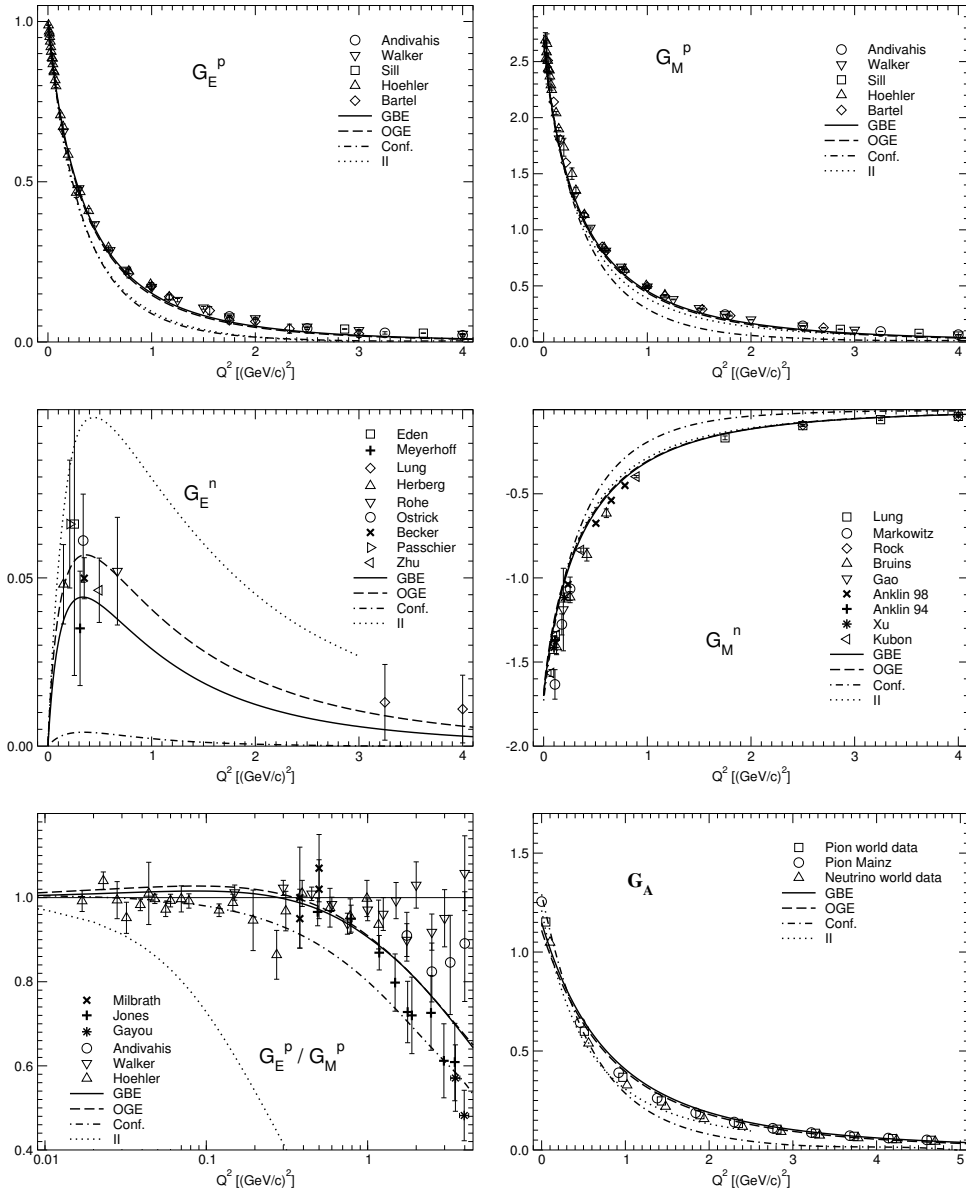 G_E^p
Andivahis
Walker
Sill
Hoehler
Bartel
GBE
OGE
Conf.
II
1.0
0.5
0.0
0 1 2 3 4
Q^2 [(GeV/c)^2]
G_M^p
Andivahis
Walker
Sill
Hoehler
Bartel
GBE
OGE
Conf.
II
2.5
2.0
1.5
1.0
0.5
0.0
0 1 2 3 4
Q^2 [(GeV/c)^2]
G_E^n
Eden
Meyerhoff
Lung
Herberg
Rohe
Ostrick
Becker
Passchier
Zhu
GBE
OGE
Conf.
II
0.05
0.00
0 1 2 3 4
Q^2 [(GeV/c)^2]
-0.5
-1.0
-1.5
-2.0
G_M^n
Lung
Markowitz
Rock
Bruins
Gao
Anklin 98
Anklin 94
Xu
Kubon
GBE
OGE
Conf.
II
0 1 2 3 4
Q^2 [(GeV/c)^2]
1.0
0.8
0.6
0.4
Milbrath
Jones
Gayou
Andivahis
Walker
Hoehler
GBE
OGE
Conf.
II
G_E^p / G_M^p
0.01 0.1 1
Q^2 [(GeV/c)^2]
G_A
Pion world data
Pion Mainz
Neutrino world data
GBE
OGE
Conf.
II
1.5
1.0
0.5
0.0
0 1 2 3 4 5
Q^2 [(GeV/c)^2]